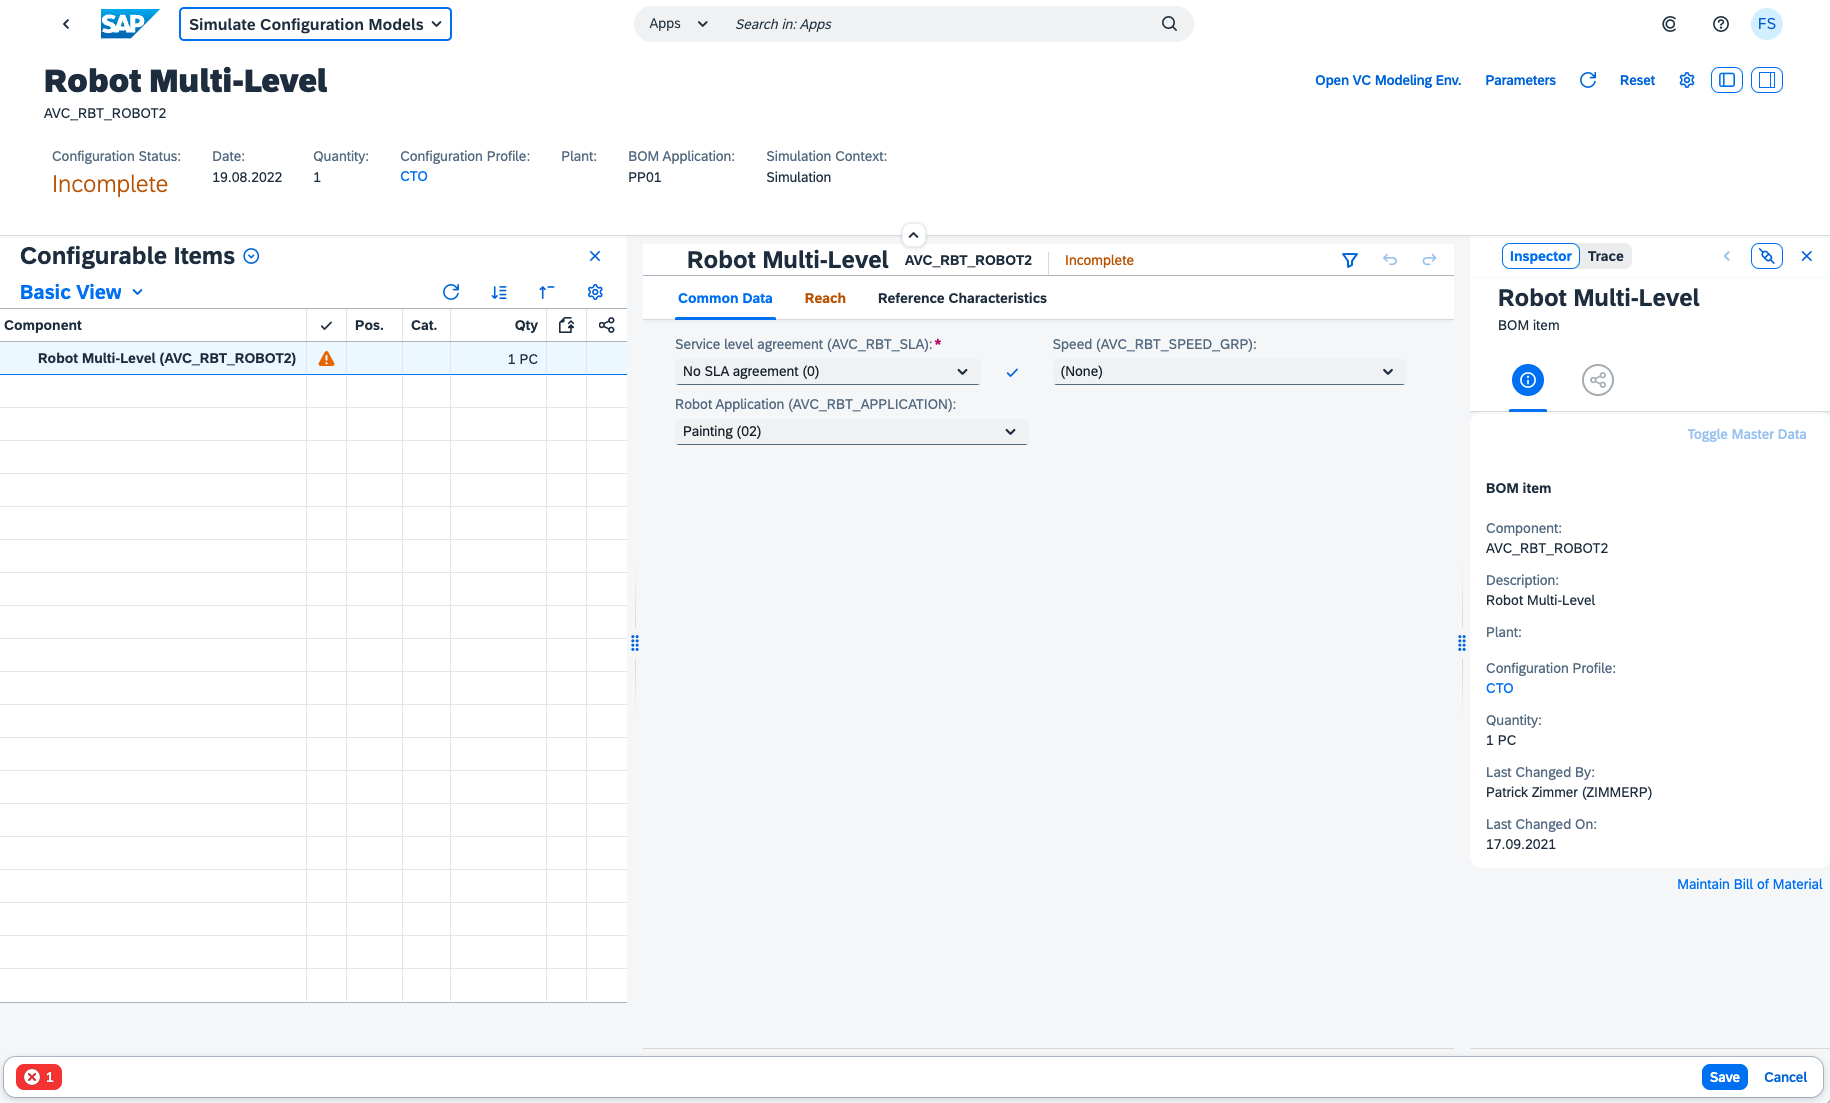 SAP
Simulate Configuration Models
Apps
Search in: Apps
FS
Robot Multi-Level
AVC_RBT_ROBOT2
Open VC Modeling Env.
Parameters
Reset
Configuration Status:
Incomplete
Date:
19.08.2022
Quantity:
1
Configuration Profile:
CTO
Plant:
BOM Application:
PP01
Simulation Context:
Simulation
Configurable Items
Basic View
Component
Pos.
Cat.
Qty
Robot Multi-Level (AVC_RBT_ROBOT2)
1 PC
Robot Multi-Level
AVC_RBT_ROBOT2
Incomplete
Common Data
Reach
Reference Characteristics
Service level agreement (AVC_RBT_SLA):*
No SLA agreement (0)
Speed (AVC_RBT_SPEED_GRP):
(None)
Robot Application (AVC_RBT_APPLICATION):
Painting (02)
Inspector
Trace
Robot Multi-Level
BOM item
Toggle Master Data
BOM item
Component:
AVC_RBT_ROBOT2
Description:
Robot Multi-Level
Plant:
Configuration Profile:
CTO
Quantity:
1 PC
Last Changed By:
Patrick Zimmer (ZIMMERP)
Last Changed On:
17.09.2021
Maintain Bill of Material
1
Save
Cancel